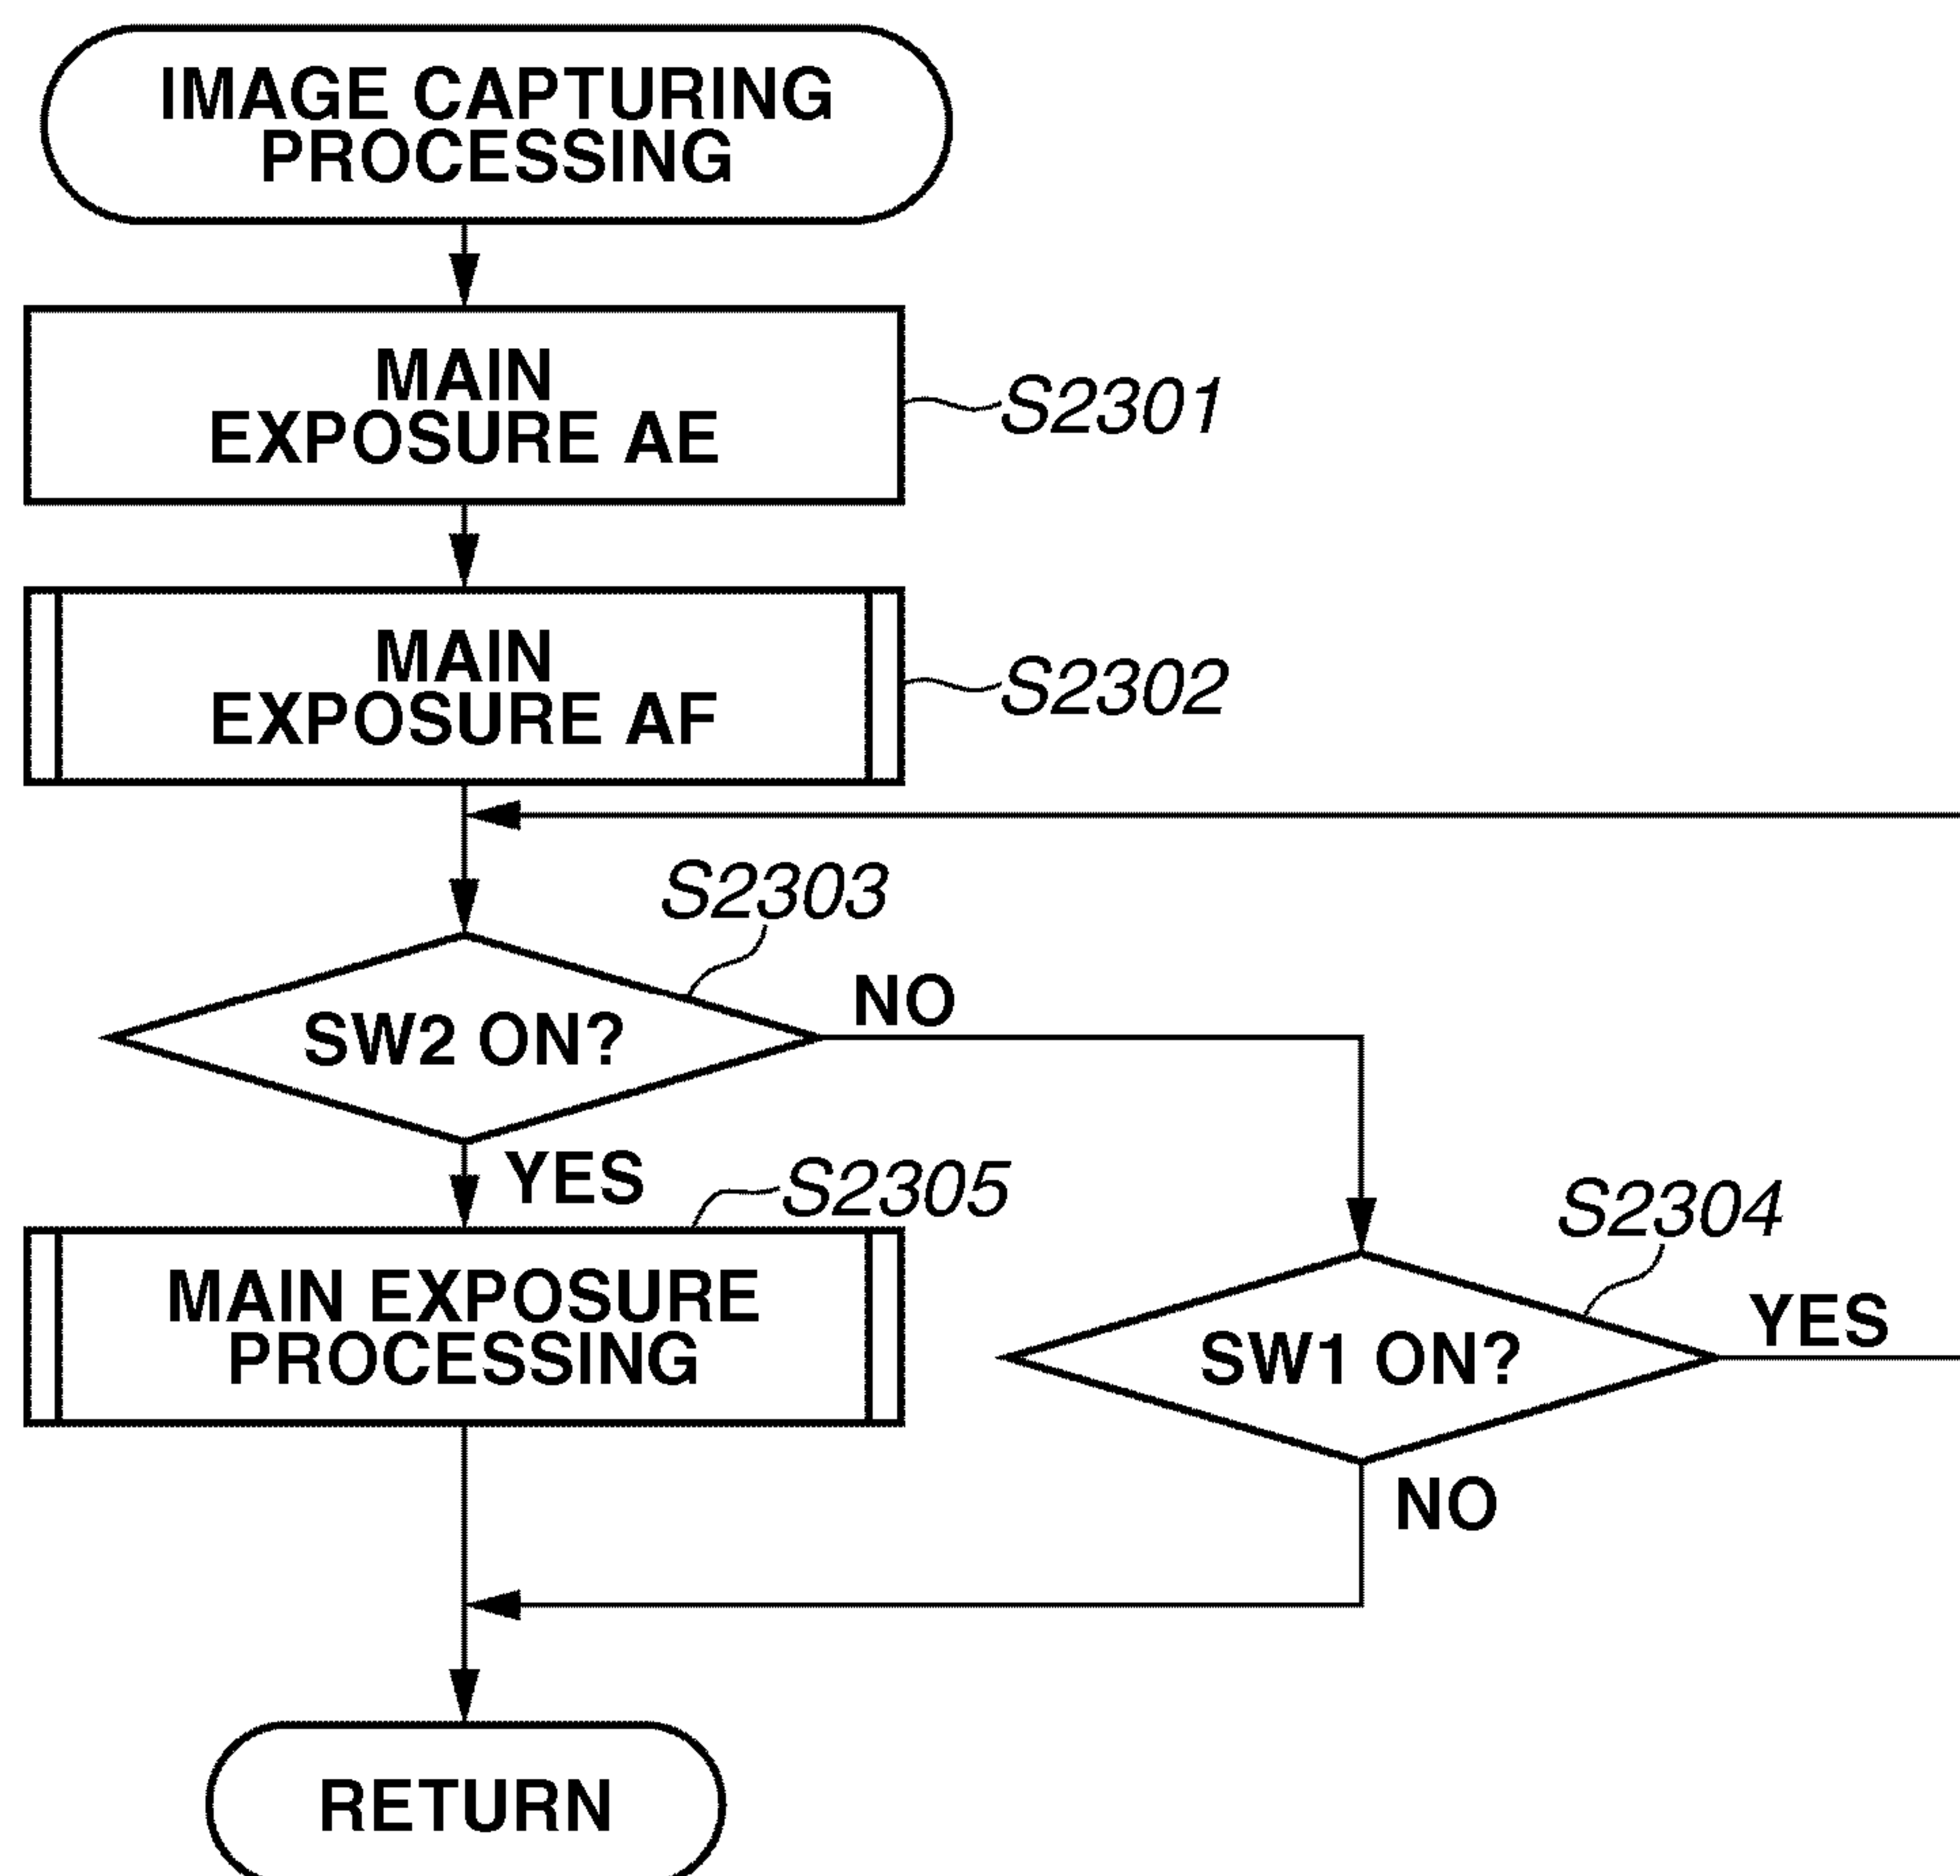 IMAGE CAPTURING
PROCESSING
MAIN
EXPOSURE AE
S2301
MAIN
EXPOSURE AF
S2302
S2303
SW2 ON?
NO
YES
S2305
MAIN EXPOSURE
PROCESSING
S2304
SW1 ON?
YES
NO
RETURN